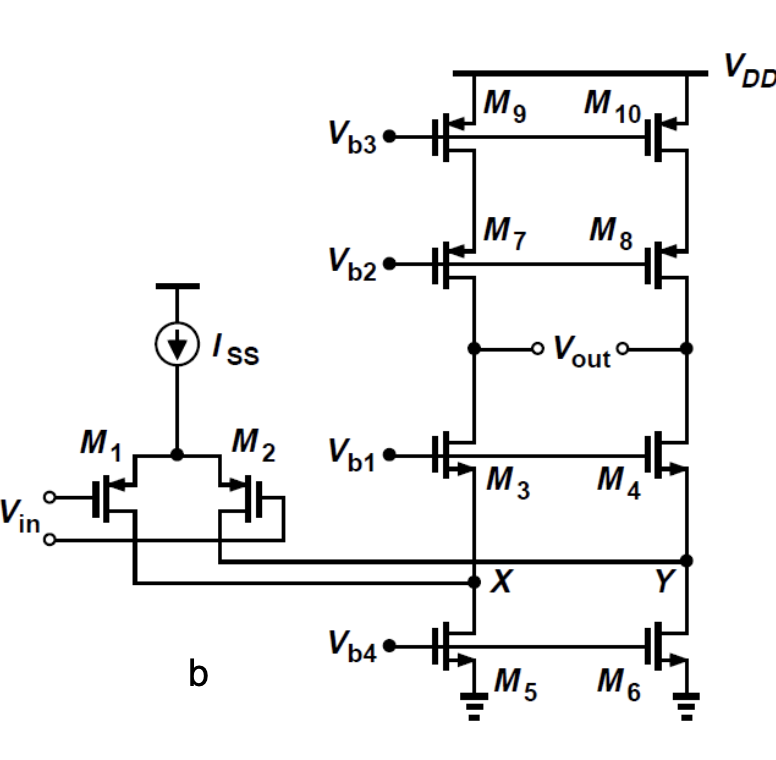 V_DD
M_9 M_10
V_b3
M_7 M_8
V_b2
I_SS
V_out
M_1 M_2
V_b1
M_3 M_4
V_in
X Y
V_b4
b
M_5 M_6